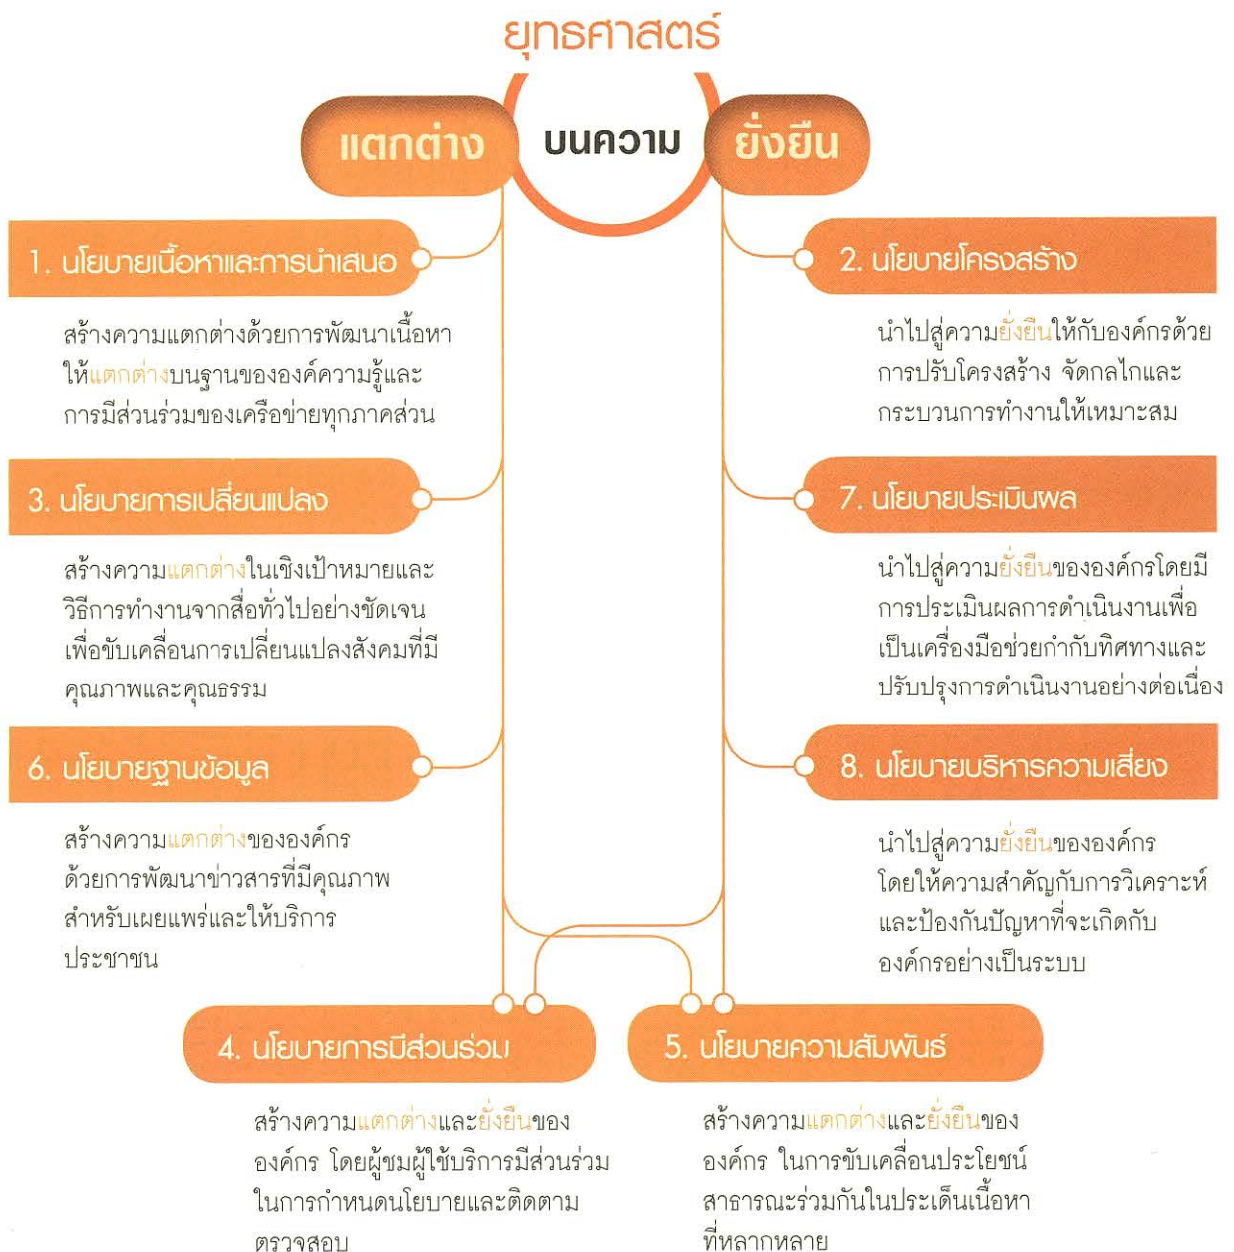 ยุทธศาสตร์
แตกต่าง บนความ ยั่งยืน
1. นโยบายเนื้อหาและการนำเสนอ
สร้างความแตกต่างด้วยการพัฒนาเนื้อหา
ให้แตกต่างบนฐานขององค์ความรู้และ
การมีส่วนร่วมของเครือข่ายทุกภาคส่วน
2. นโยบายโครงสร้าง
นำไปสู่ความยั่งยืนให้กับองค์กรด้วย
การปรับโครงสร้าง จัดกลไกและ
กระบวนการทำงานให้เหมาะสม
3. นโยบายการเปลี่ยนแปลง
สร้างความแตกต่างในเชิงเป้าหมายและ
วิธีการทำงานจากสื่อทั่วไปอย่างชัดเจน
เพื่อขับเคลื่อนการเปลี่ยนแปลงสังคมที่มี
คุณภาพและคุณธรรม
7. นโยบายประเมินผล
นำไปสู่ความยั่งยืนขององค์กรโดยมี
การประเมินผลการดำเนินงานเพื่อ
เป็นเครื่องมือช่วยกำกับทิศทางและ
ปรับปรุงการดำเนินงานอย่างต่อเนื่อง
6. นโยบายฐานข้อมูล
สร้างความแตกต่างขององค์กร
ด้วยการพัฒนาข่าวสารที่มีคุณภาพ
สำหรับเผยแพร่และให้บริการ
ประชาชน
8. นโยบายบริหารความเสี่ยง
นำไปสู่ความยั่งยืนขององค์กร
โดยให้ความสำคัญกับการวิเคราะห์
และป้องกันปัญหาที่จะเกิดกับ
องค์กรอย่างเป็นระบบ
4. นโยบายการมีส่วนร่วม
สร้างความแตกต่างและยั่งยืนของ
องค์กร โดยผู้ชมผู้ใช้บริการมีส่วนร่วม
ในการกำหนดนโยบายและติดตาม
ตรวจสอบ
5. นโยบายความสัมพันธ์
สร้างความแตกต่างและยั่งยืนของ
องค์กร ในการขับเคลื่อนประโยชน์
สาธารณะร่วมกันในประเด็นเนื้อหา
ที่หลากหลาย